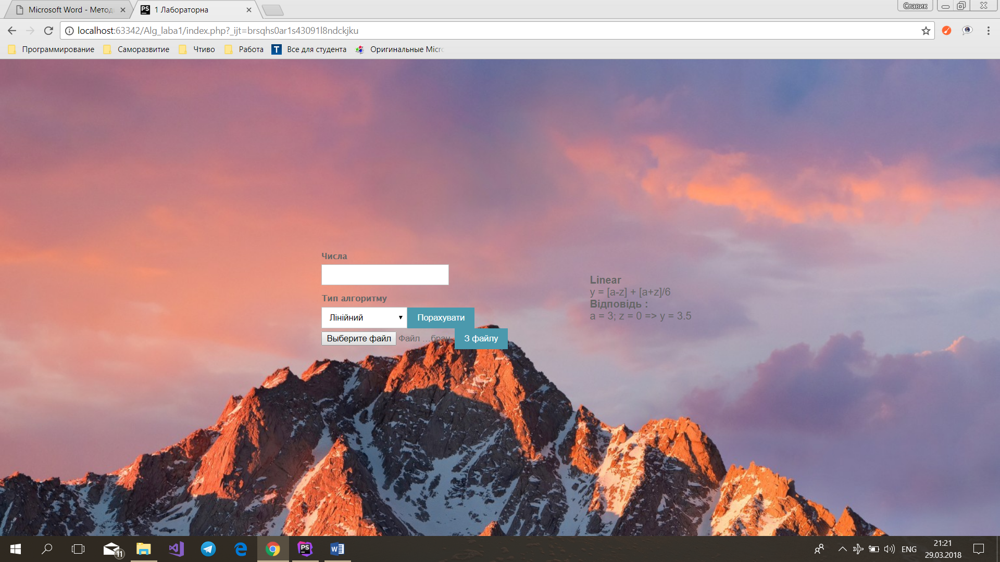 Microsoft Word - Метод
1 Лабораторна
Славик
localhost:63342/Alg_laba1/index.php?_ijt=brsqhs0ar1s43091l8ndckjku
Программирование
Саморазвитие
Чтиво
Работа
T Все для студента
Оригинальные Micro
Числа
Тип алгоритму
Лінійний
Порахувати
Выберите файл Файл ...бран
З файлу
Linear
y = [a-z] + [a+z]/6
Відповідь :
a = 3; z = 0 => y = 3.5
11
PS
ENG
21:21
29.03.2018